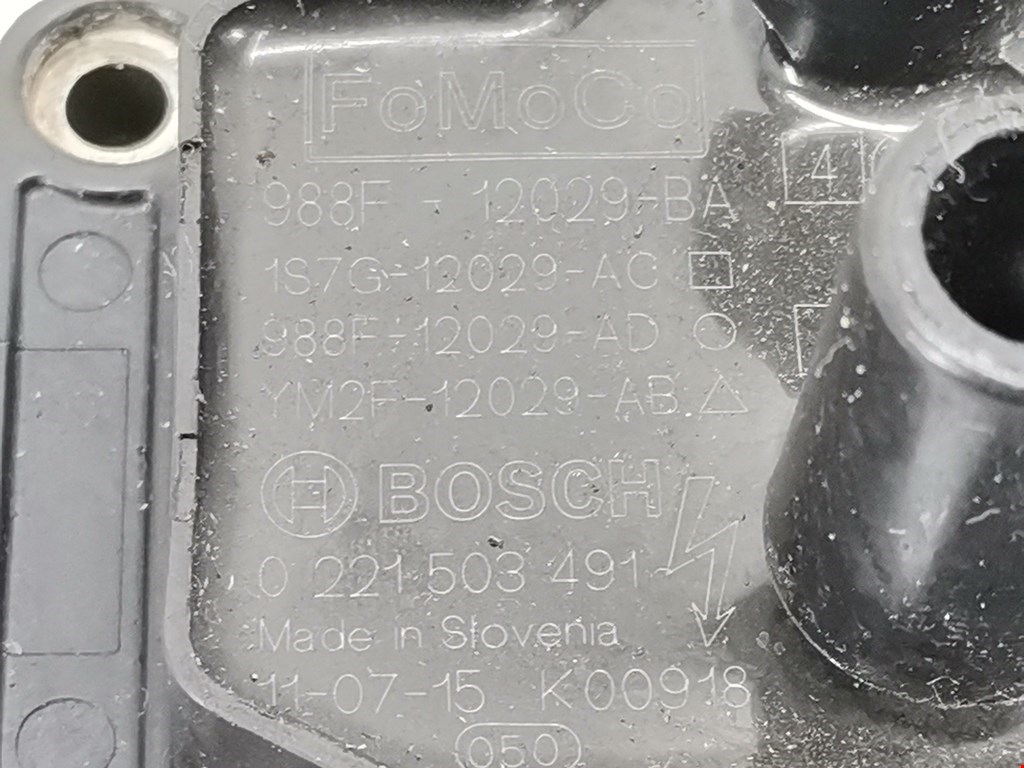 FoMoCo
988F - 12029-BA
1S7G-12029-AC
988F-12029-AD
YM2F-12029-AB
BOSCH
0 221 503 491
Made in Slovenia
11-07-15 K00918
050
4